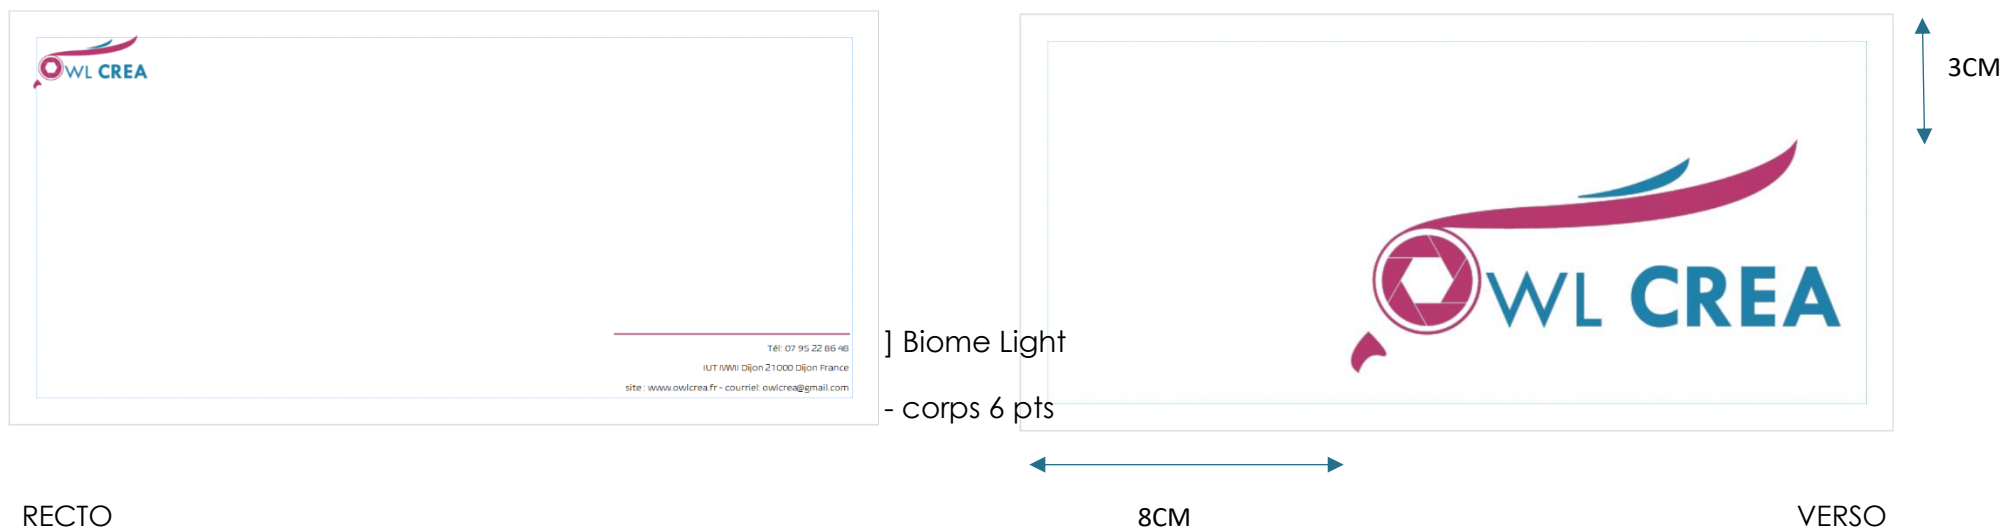 OWL CREA
Tél: 07 95 22 86 48
IUT MMI Dijon 21000 Dijon France
site : www.owlcrea.fr - courriel: owlcrea@gmail.com
] Biome Light
- corps 6 pts
RECTO
OWL CREA
3CM
8CM
VERSO